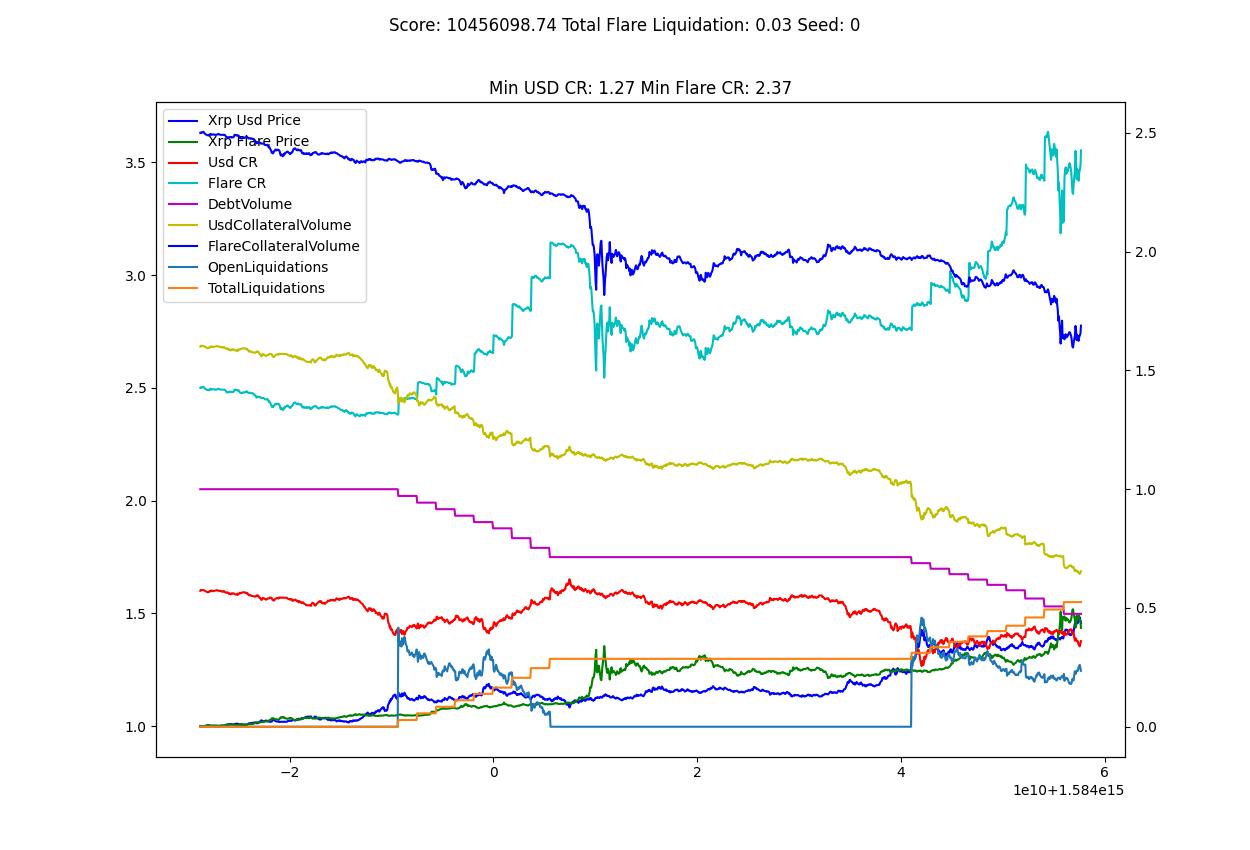 Score: 10456098.74 Total Flare Liquidation: 0.03 Seed: 0
Min USD CR: 1.27 Min Flare CR: 2.37
Xrp Usd Price
Xrp Flare Price
Usd CR
Flare CR
DebtVolume
UsdCollateralVolume
FlareCollateralVolume
OpenLiquidations
TotalLiquidations
3.5
3.0
2.5
2.0
1.5
1.0
2.5
2.0
1.5
1.0
0.5
0.0
−2 0 2 4 6
1e10+1.584e15